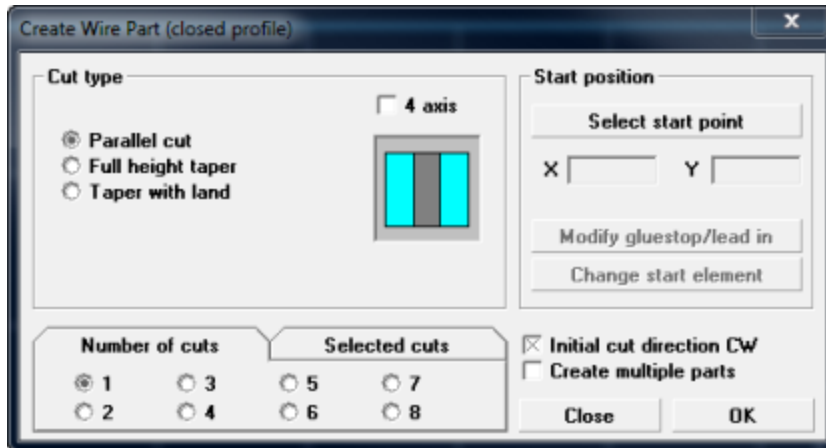 Create Wire Part (closed profile)
x
Cut type
4 axis
Parallel cut
Full height taper
Taper with land
Start position
Select start point
X
Y
Modify gluestop/lead in
Change start element
Number of cuts
Selected cuts
1 3 5 7
2 4 6 8
Initial cut direction CW
Create multiple parts
Close OK